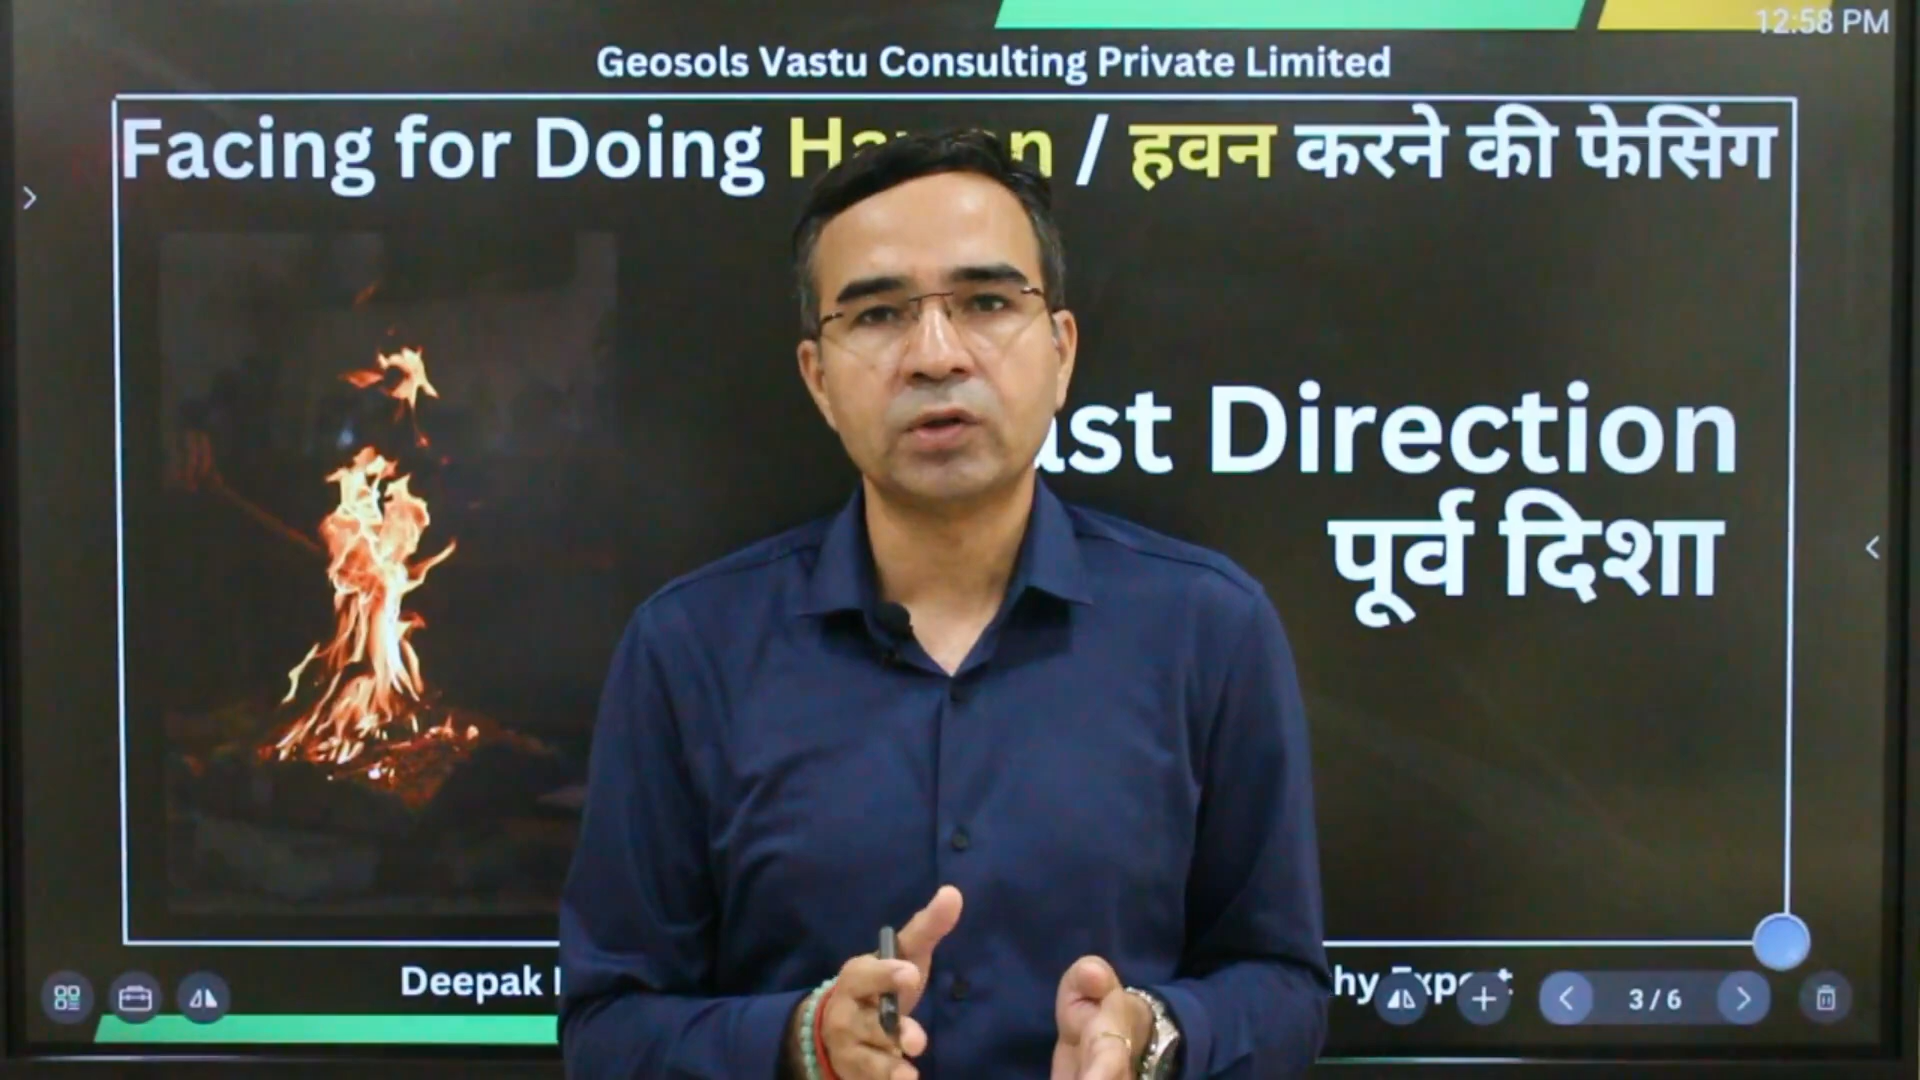 12:58 PM
Geosols Vastu Consulting Private Limited
Facing for Doing / हवन करने की फेसिंग
Direction
पूर्व दिशा
Deepak
3/6